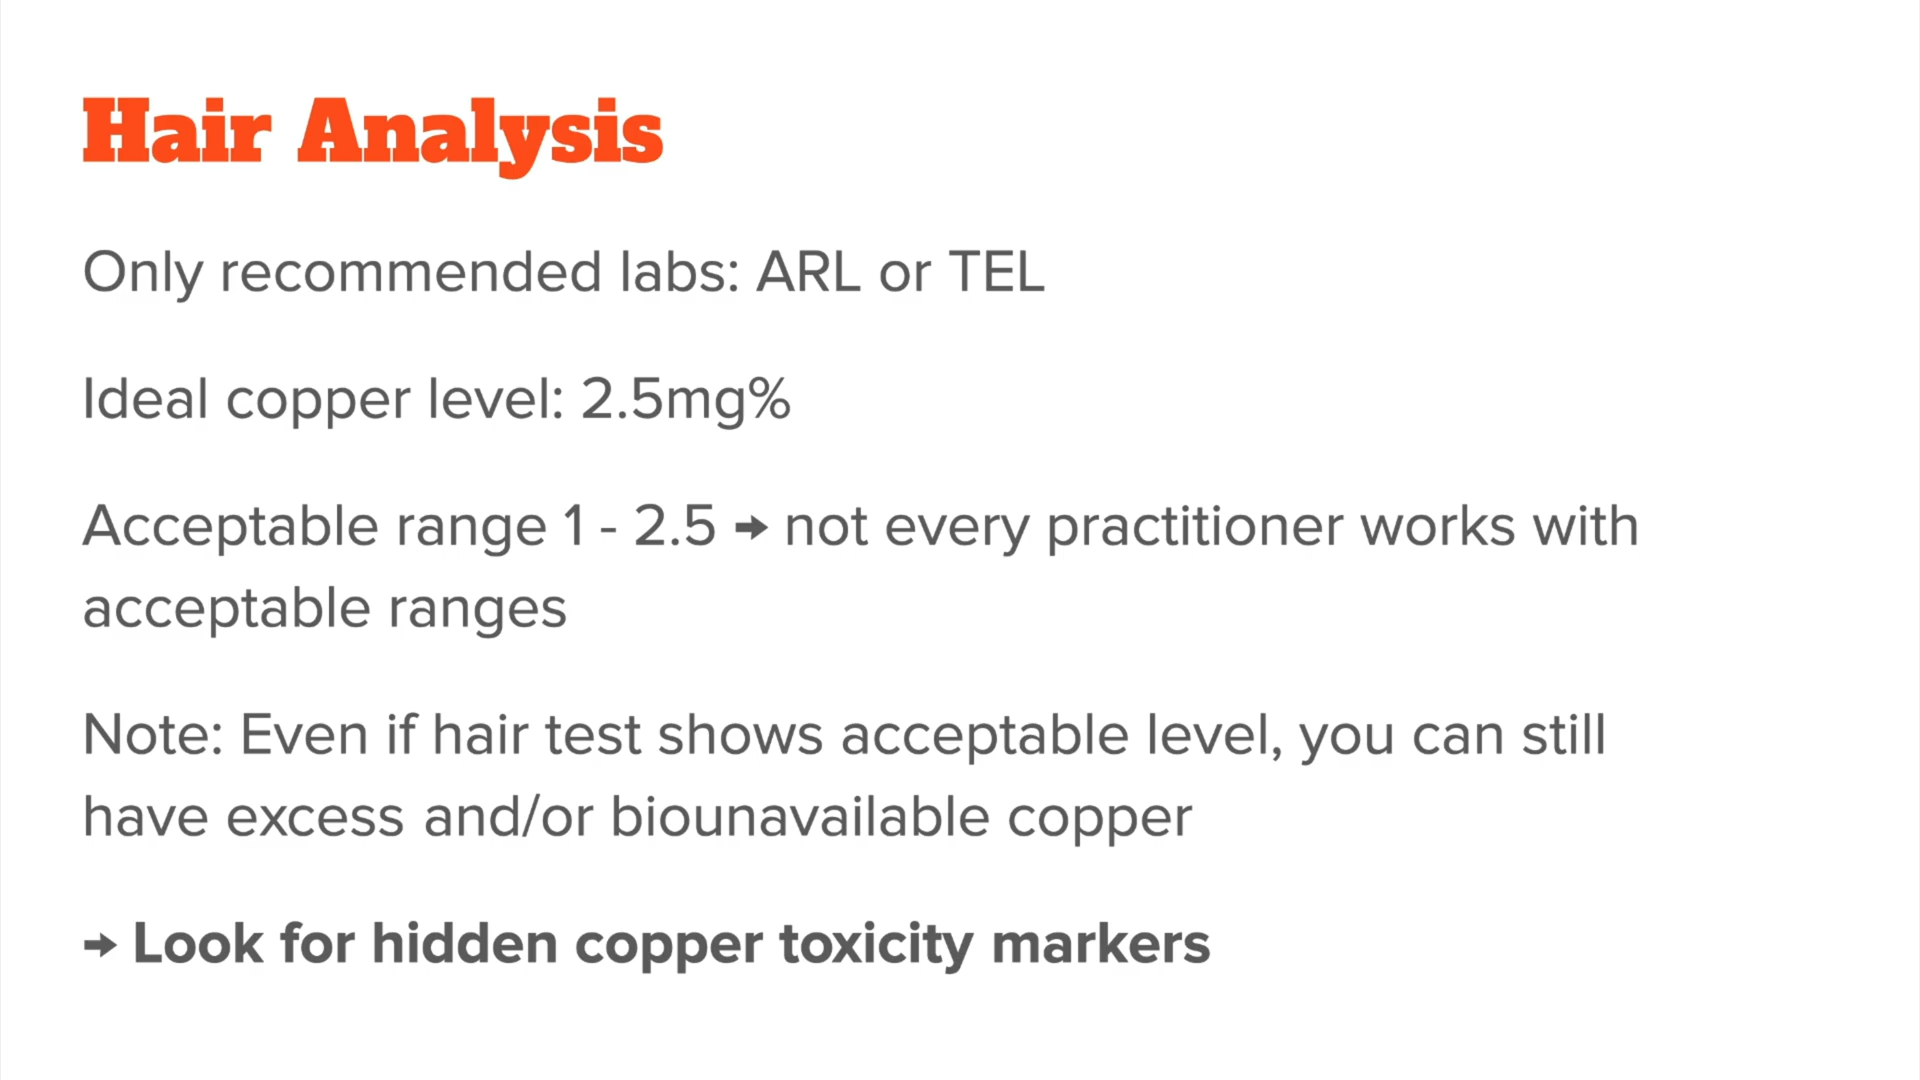 Hair Analysis
Only recommended labs: ARL or TEL
Ideal copper level: 2.5mg%
Acceptable range 1 - 2.5 → not every practitioner works with
acceptable ranges
Note: Even if hair test shows acceptable level, you can still
have excess and/or biounavailable copper
→ Look for hidden copper toxicity markers